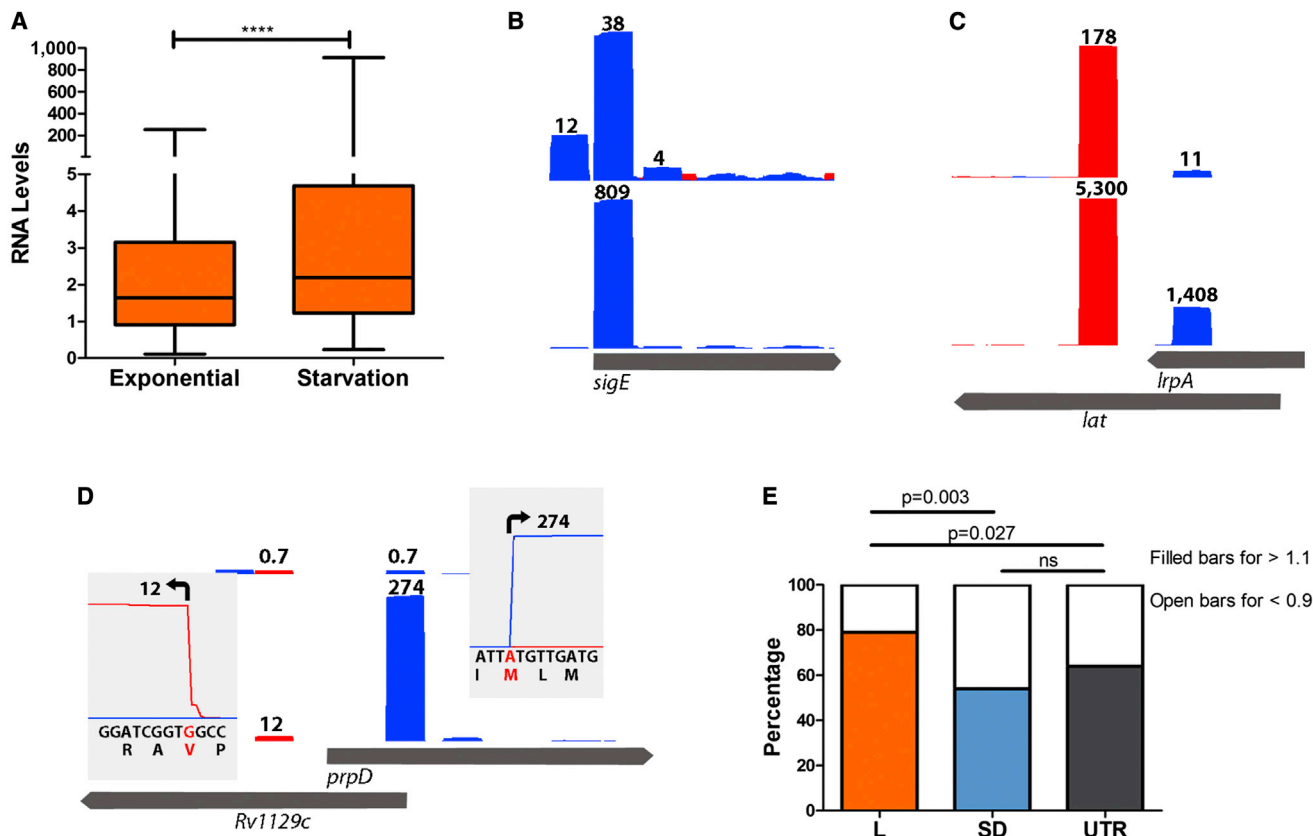 A
****
1,000
800
600
400
200
5
4
3
2
1
0
RNA Levels
Exponential
Starvation
B
38
12
4
809
sigE
C
178
11
5,300
1,408
lrpA
lat
D
0.7
0.7
274
274
12
ATTATGTTGATG
I M L M
GGATCGGTGGCC
R A V P
12
prpD
Rv1129c
E
p=0.003
p=0.027
ns
Filled bars for > 1.1
Open bars for < 0.9
100
80
60
40
20
0
Percentage
L
SD
UTR